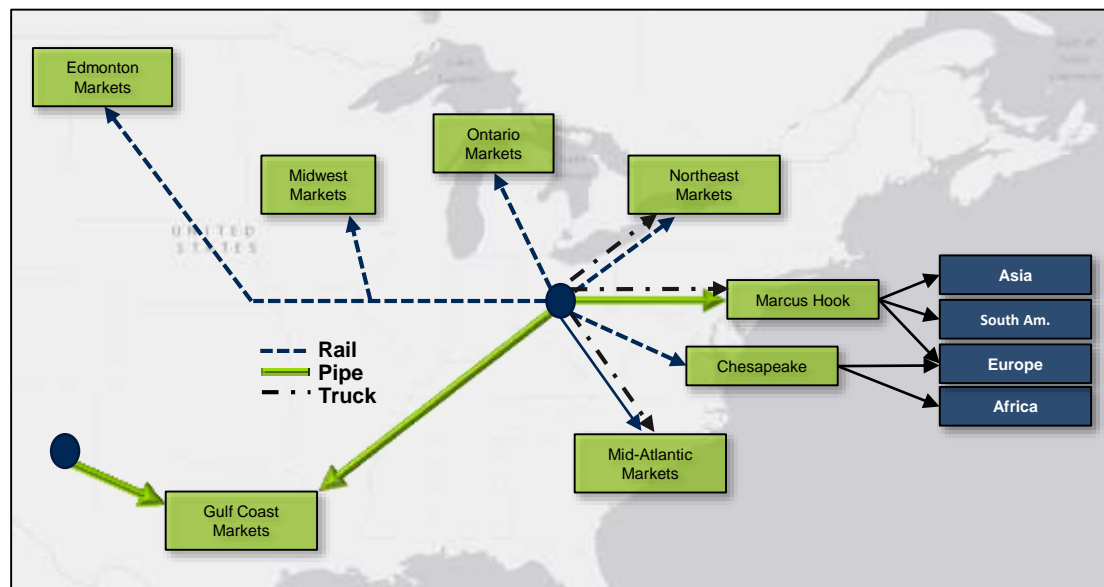 Edmonton
Markets
Ontario
Markets
Midwest
Markets
Northeast
Markets
UNITED
STATES
Asia
Marcus Hook
South Am.
Rail
Pipe
Truck
Chesapeake
Europe
Africa
Mid-Atlantic
Markets
Gulf Coast
Markets